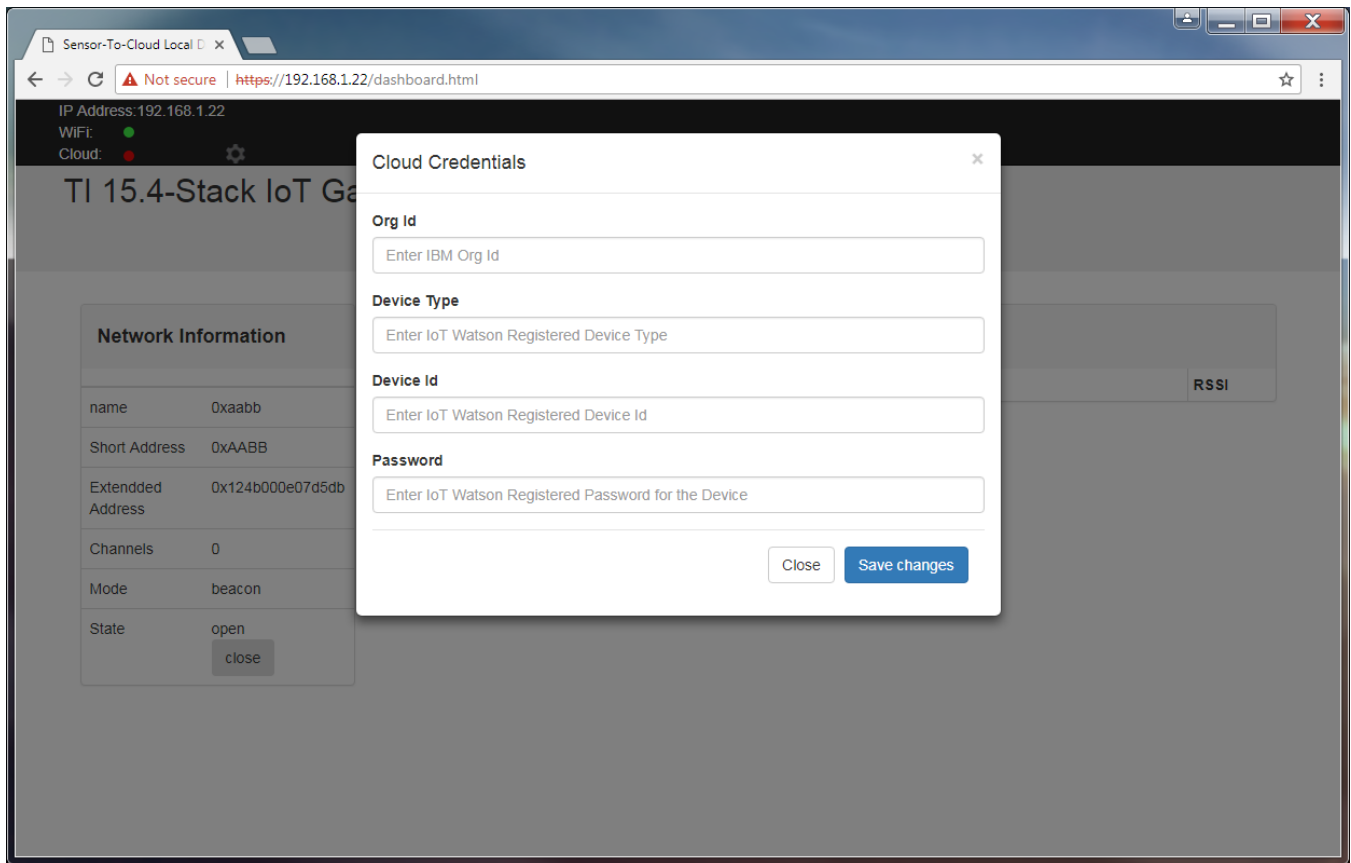 Sensor-To-Cloud Local D
Not secure | https://192.168.1.22/dashboard.html
IP Address:192.168.1.22
WiFi:
Cloud:
TI 15.4-Stack IoT Ga
Cloud Credentials
×
Org Id
Enter IBM Org Id
Device Type
Enter IoT Watson Registered Device Type
Device Id
Enter IoT Watson Registered Device Id
Password
Enter IoT Watson Registered Password for the Device
Close
Save changes
Network Information
name 0xaabb
Short Address 0xAABB
Extendded 0x124b000e07d5db
Address
Channels 0
Mode beacon
State open
close
RSSI